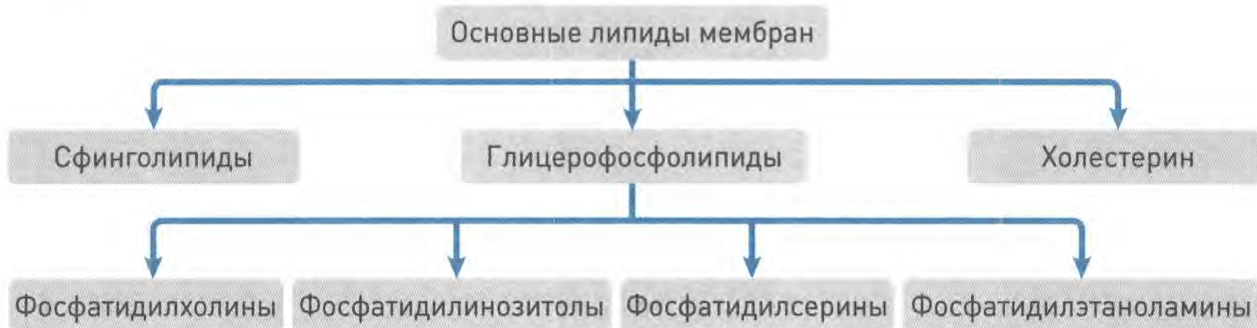 Основные липиды мембран
Сфинголипиды
Глицерофосфолипиды
Холестерин
Фосфатидилхолины
Фосфатидилинозитолы
Фосфатидилсерины
Фосфатидилэтаноламины